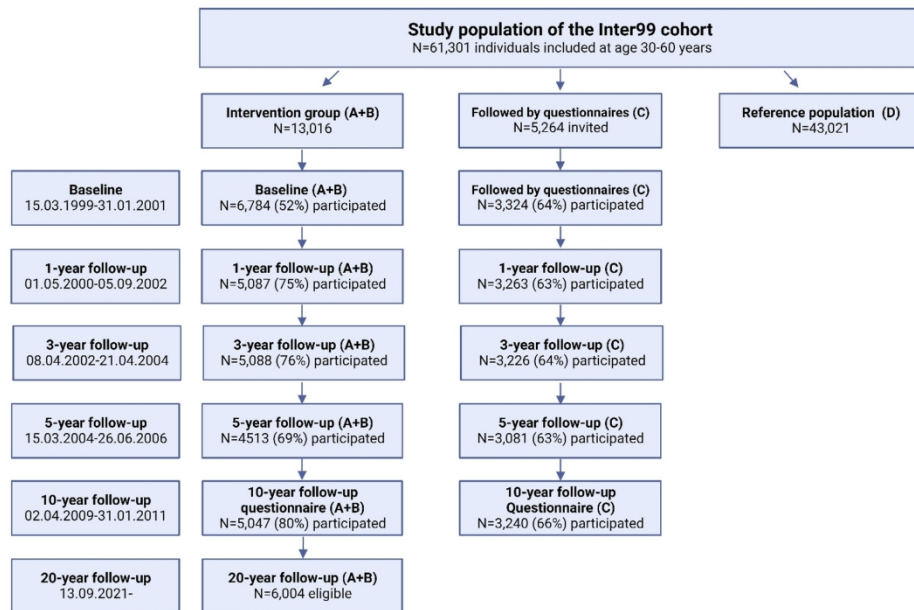 Study population of the Inter99 cohort
N=61,301 individuals included at age 30-60 years
Intervention group (A+B)
N=13,016
Followed by questionnaires (C)
N=5,264 invited
Reference population (D)
N=43,021
Baseline
15.03.1999-31.01.2001
Baseline (A+B)
N=6,784 (52%) participated
Followed by questionnaires (C)
N=3,324 (64%) participated
1-year follow-up
01.05.2000-05.09.2002
1-year follow-up (A+B)
N=5,087 (75%) participated
1-year follow-up (C)
N=3,263 (63%) participated
3-year follow-up
08.04.2002-21.04.2004
3-year follow-up (A+B)
N=5,088 (76%) participated
3-year follow-up (C)
N=3,226 (64%) participated
5-year follow-up
15.03.2004-26.06.2006
5-year follow-up (A+B)
N=4513 (69%) participated
5-year follow-up (C)
N=3,081 (63%) participated
10-year follow-up
02.04.2009-31.01.2011
10-year follow-up
questionnaire (A+B)
N=5,047 (80%) participated
10-year follow-up
Questionnaire (C)
N=3,240 (66%) participated
20-year follow-up
13.09.2021-
20-year follow-up (A+B)
N=6,004 eligible